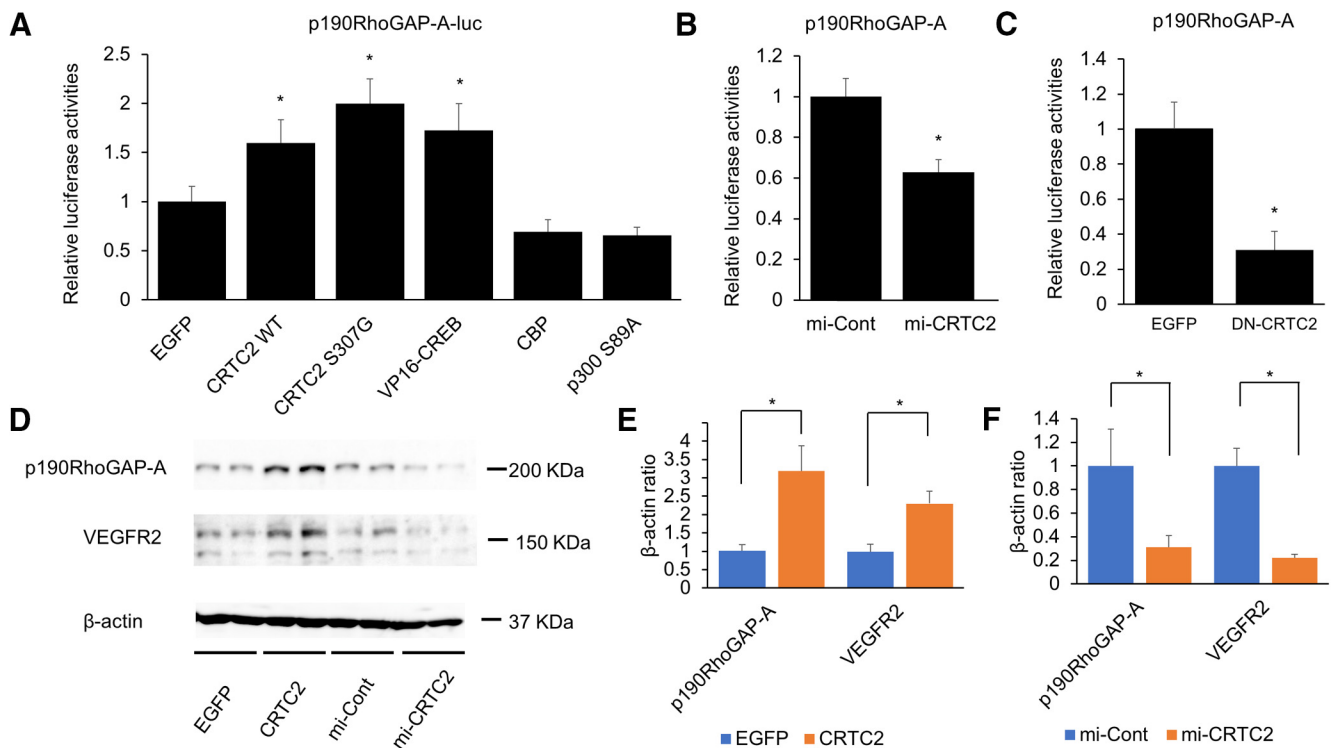 A
p190RhoGAP-A-luc
Relative luciferase activities
2.5
2
1.5
1
0.5
0
*
*
*
EGFP
CRTC2 WT
CRTC2 S307G
VP16-CREB
CBP
p300 S89A
B
p190RhoGAP-A
Relative luciferase activities
1.2
1
0.8
0.6
0.4
0.2
0
*
mi-Cont
mi-CRTC2
C
p190RhoGAP-A
Relative luciferase activities
1.4
1.2
1
0.8
0.6
0.4
0.2
0
*
EGFP
DN-CRTC2
D
p190RhoGAP-A
200 KDa
VEGFR2
150 KDa
β-actin
37 KDa
EGFP
CRTC2
mi-Cont
mi-CRTC2
E
β-actin ratio
4
3.5
3
2.5
2
1.5
1
0.5
0
*
*
p190RhoGAP-A
VEGFR2
EGFP CRTC2
F
β-actin ratio
1.4
1.2
1
0.8
0.6
0.4
0.2
0
*
*
p190RhoGAP-A
VEGFR2
mi-Cont mi-CRTC2